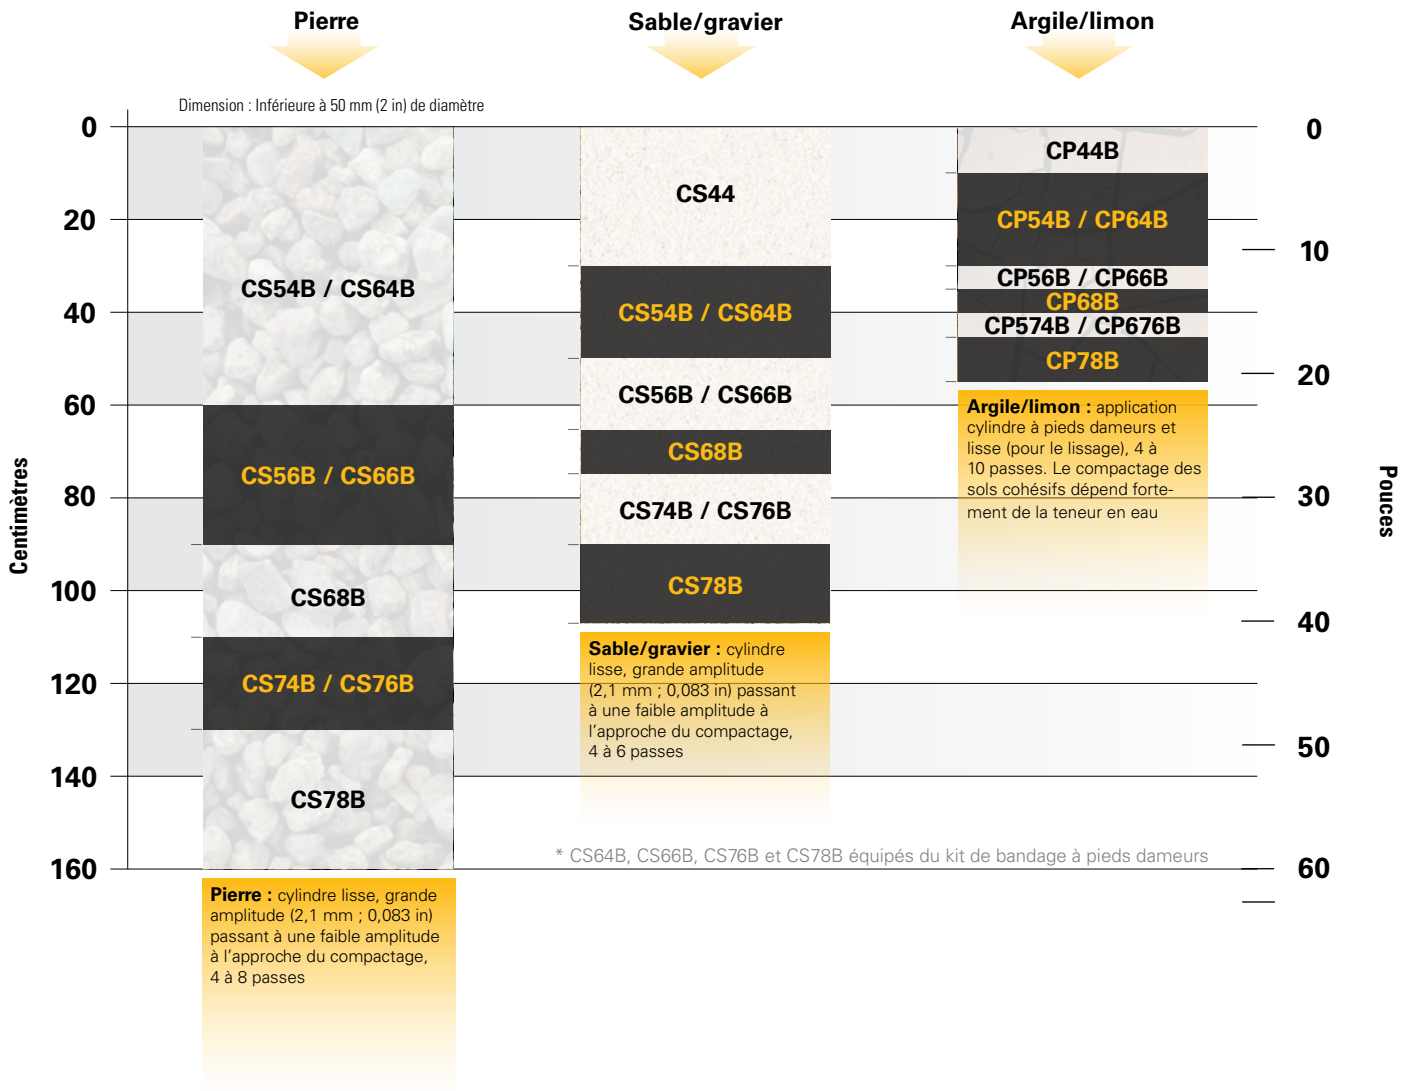 Pierre
Sable/gravier
Argile/limon
Dimension : Inférieure à 50 mm (2 in) de diamètre
Centimètres
0
20
40
60
80
100
120
140
160
CS54B / CS64B
CS56B / CS66B
CS68B
CS74B / CS76B
CS78B
Pierre : cylindre lisse, grande
amplitude (2,1 mm ; 0,083 in)
passant à une faible amplitude
à l'approche du compactage,
4 à 8 passes
CS44
CS54B / CS64B
CS56B / CS66B
CS68B
CS74B / CS76B
CS78B
Sable/gravier : cylindre
lisse, grande amplitude
(2,1 mm ; 0,083 in) passant
à une faible amplitude à
l'approche du compactage,
4 à 6 passes
CP44B
CP54B / CP64B
CP56B / CP66B
CP68B
CP574B / CP676B
CP78B
Argile/limon : application
cylindre à pieds dameurs et
lisse (pour le lissage), 4 à
10 passes. Le compactage des
sols cohésifs dépend forte-
ment de la teneur en eau
0
10
20
30
40
50
60
Pouces
* CS64B, CS66B, CS76B et CS78B équipés du kit de bandage à pieds dameurs